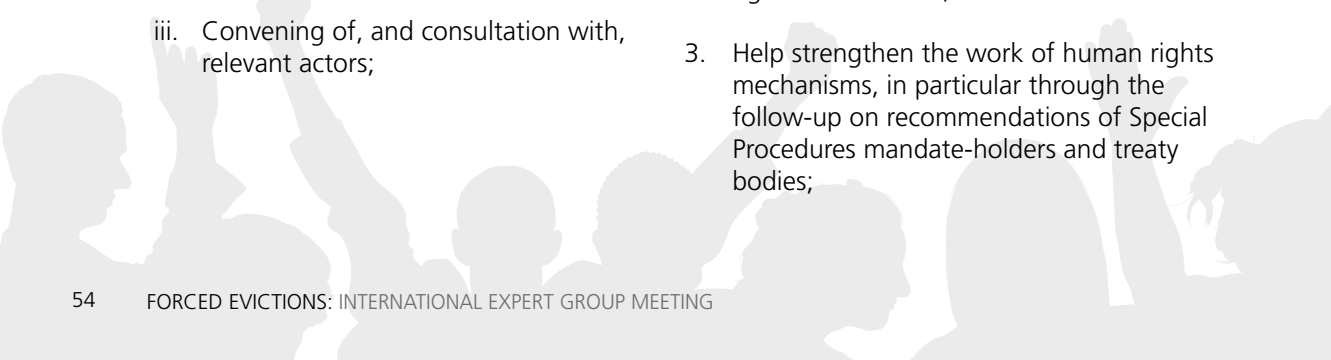 iii. Convening of, and consultation with,
relevant actors;
3. Help strengthen the work of human rights
mechanisms, in particular through the
follow-up on recommendations of Special
Procedures mandate-holders and treaty
bodies;
54 FORCED EVICTIONS: INTERNATIONAL EXPERT GROUP MEETING